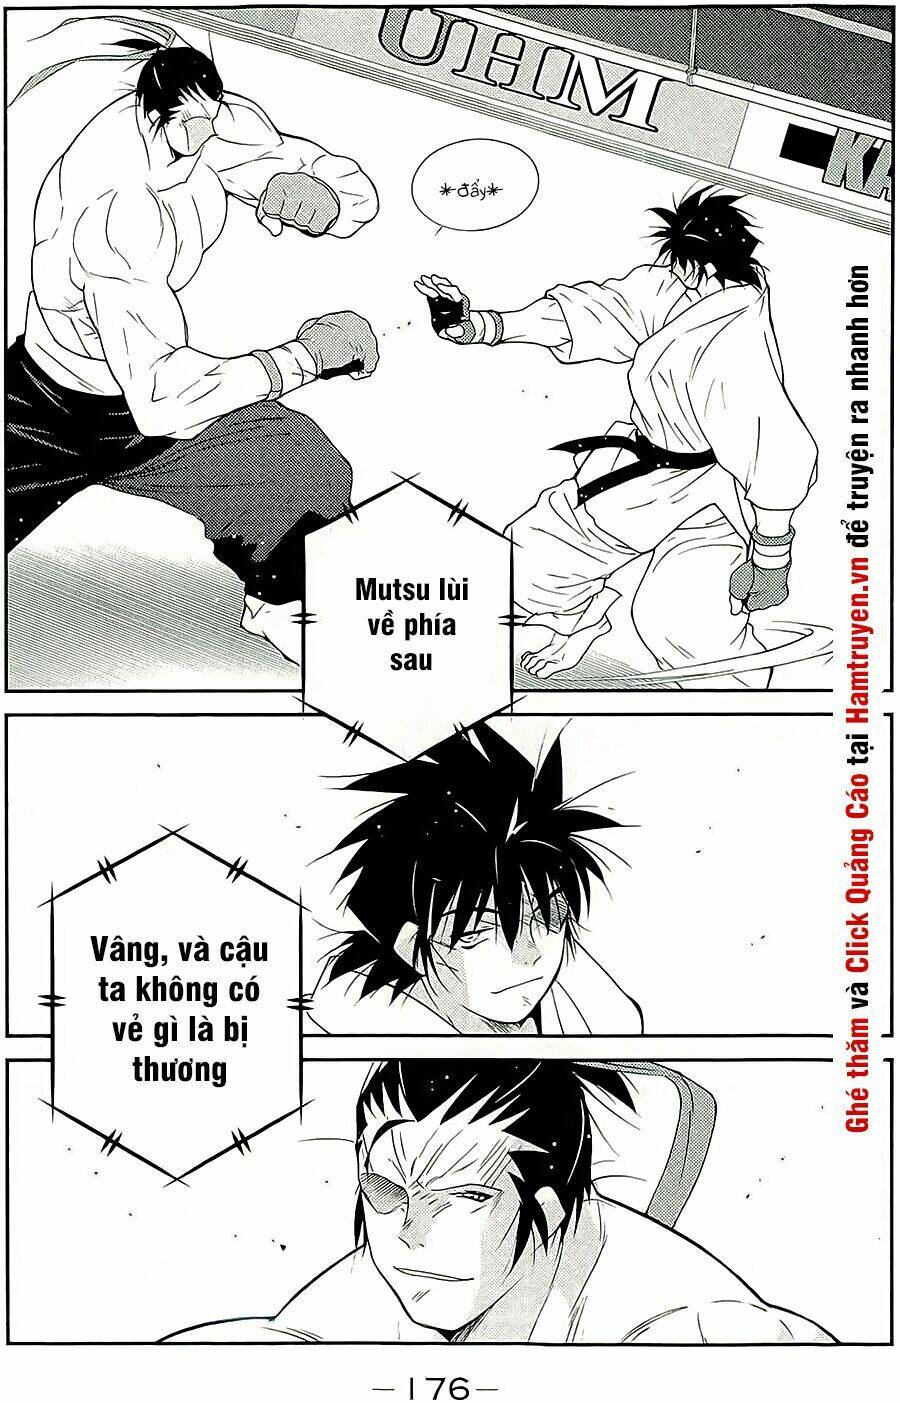 UHM
KA
*đẩy*
Mutsu lùi
về phía
sau
Vâng, và cậu
ta không có
vẻ gì là bị
thương
Ghé thăm và Click Quảng Cáo tại Hamtruyen.vn để truyện ra nhanh hơn
-176-